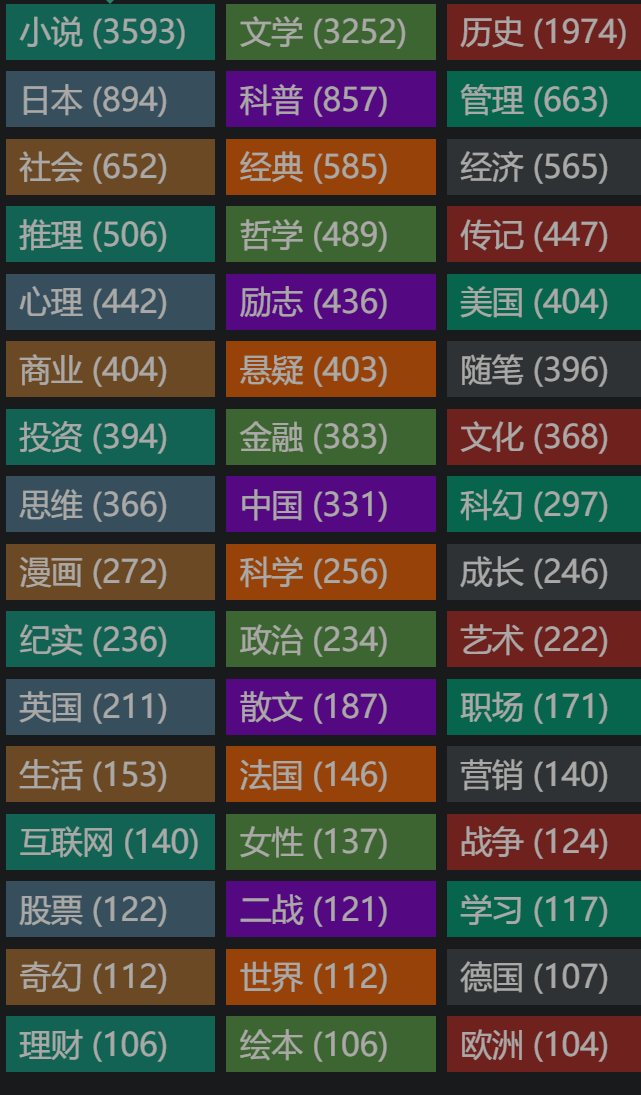 小说 (3593) 文学 (3252) 历史 (1974)
日本 (894) 科普 (857) 管理 (663)
社会 (652) 经典 (585) 经济 (565)
推理 (506) 哲学 (489) 传记 (447)
心理 (442) 励志 (436) 美国 (404)
商业 (404) 悬疑 (403) 随笔 (396)
投资 (394) 金融 (383) 文化 (368)
思维 (366) 中国 (331) 科幻 (297)
漫画 (272) 科学 (256) 成长 (246)
纪实 (236) 政治 (234) 艺术 (222)
英国 (211) 散文 (187) 职场 (171)
生活 (153) 法国 (146) 营销 (140)
互联网 (140) 女性 (137) 战争 (124)
股票 (122) 二战 (121) 学习 (117)
奇幻 (112) 世界 (112) 德国 (107)
理财 (106) 绘本 (106) 欧洲 (104)